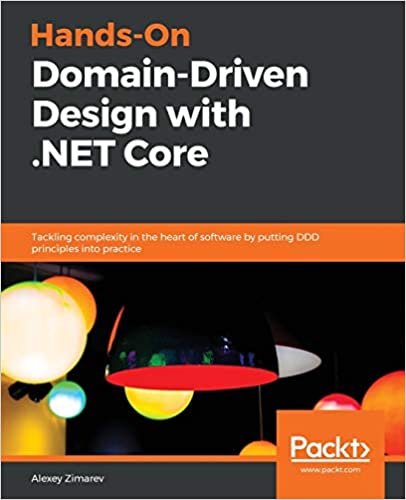 Hands-On
Domain-Driven
Design with
.NET Core
Tackling complexity in the heart of software by putting DDD
principles into practice
Packt>
www.packt.com
Alexey Zimarev